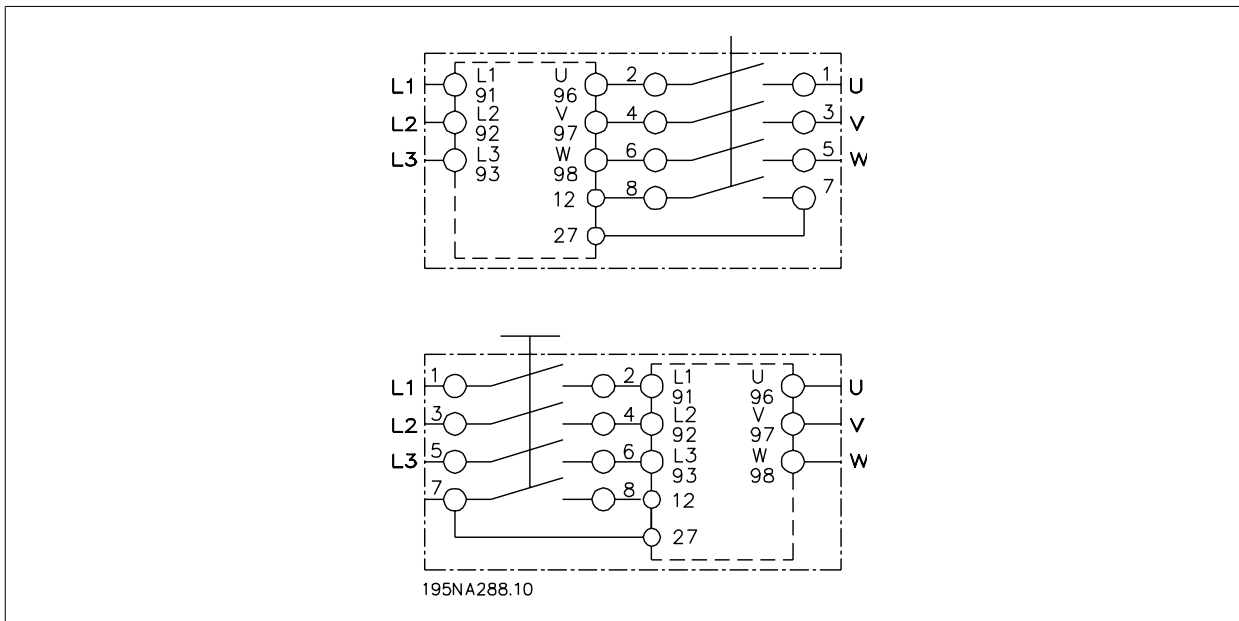 L1 L1 U 2 1 U
91 96
L2 L2 V 4 3 V
92 97
L3 L3 W 6 5 W
93 98
12 8 7
27
L1 1 2 L1 U U
91 96
L2 3 4 L2 V V
92 97
L3 5 6 L3 W W
93 98
7 8 12
27
195NA288.10